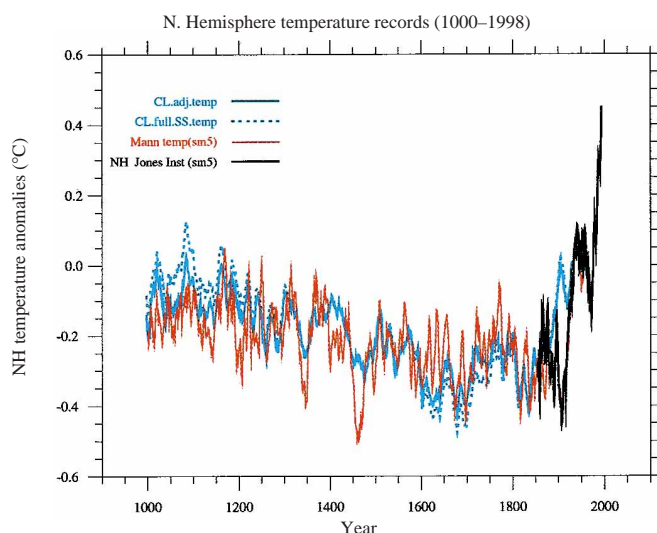 N. Hemisphere temperature records (1000–1998)
0.6
0.4
0.2
0.0
-0.2
-0.4
-0.6
NH temperature anomalies (°C)
CL.adj.temp
CL.full.SS.temp
Mann temp(sm5)
NH Jones Inst (sm5)
1000
1200
1400
1600
1800
2000
Year